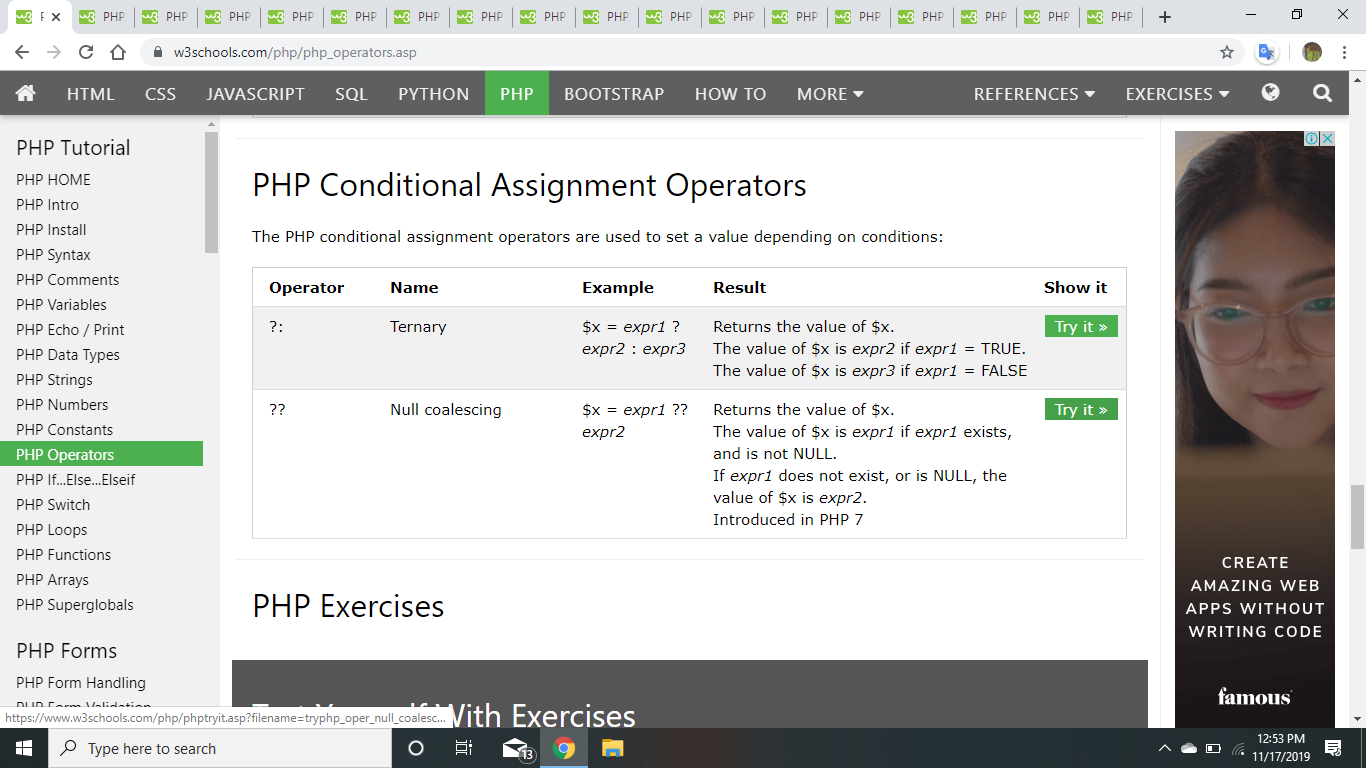 PHP PHP PHP PHP PHP PHP PHP PHP PHP PHP PHP PHP PHP PHP PHP PHP PHP
w3schools.com/php/php_operators.asp
HTML CSS JAVASCRIPT SQL PYTHON PHP BOOTSTRAP HOW TO MORE REFERENCES EXERCISES
PHP Tutorial
PHP HOME
PHP Intro
PHP Install
PHP Syntax
PHP Comments
PHP Variables
PHP Echo / Print
PHP Data Types
PHP Strings
PHP Numbers
PHP Constants
PHP Operators
PHP If...Else...Elseif
PHP Switch
PHP Loops
PHP Functions
PHP Arrays
PHP Superglobals
PHP Forms
PHP Form Handling
PHP Form Validation
https://www.w3schools.com/php/phptryit.asp?filename=tryphp_oper_null_coalesc...
PHP Conditional Assignment Operators
The PHP conditional assignment operators are used to set a value depending on conditions:
Operator Name Example Result Show it
?: Ternary $x = expr1 ? Returns the value of $x. Try it »
expr2 : expr3 The value of $x is expr2 if expr1 = TRUE.
The value of $x is expr3 if expr1 = FALSE
?? Null coalescing $x = expr1 ?? Returns the value of $x. Try it »
expr2 The value of $x is expr1 if expr1 exists,
and is not NULL.
If expr1 does not exist, or is NULL, the
value of $x is expr2.
Introduced in PHP 7
PHP Exercises
Test Yourself With Exercises
CREATE
AMAZING WEB
APPS WITHOUT
WRITING CODE
famous
Type here to search
13
12:53 PM
11/17/2019